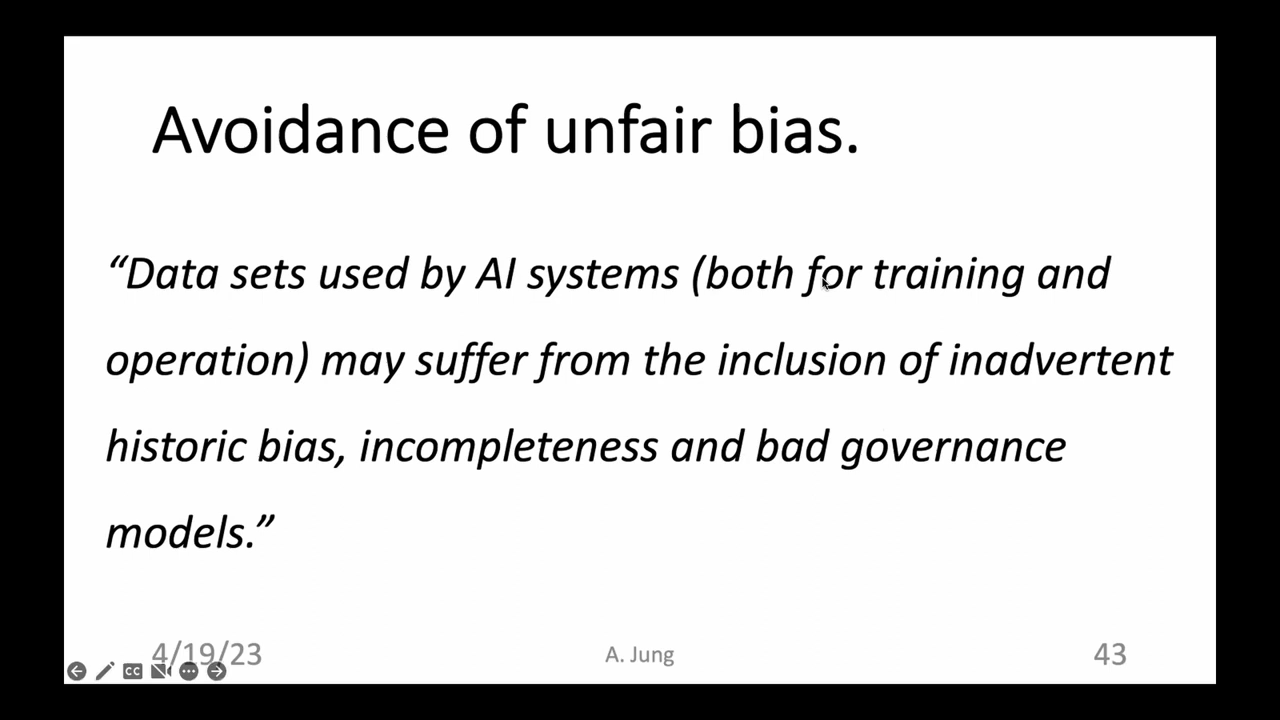 Avoidance of unfair bias.
“Data sets used by AI systems (both for training and
operation) may suffer from the inclusion of inadvertent
historic bias, incompleteness and bad governance
models.”
4/19/23
A. Jung
43
CC